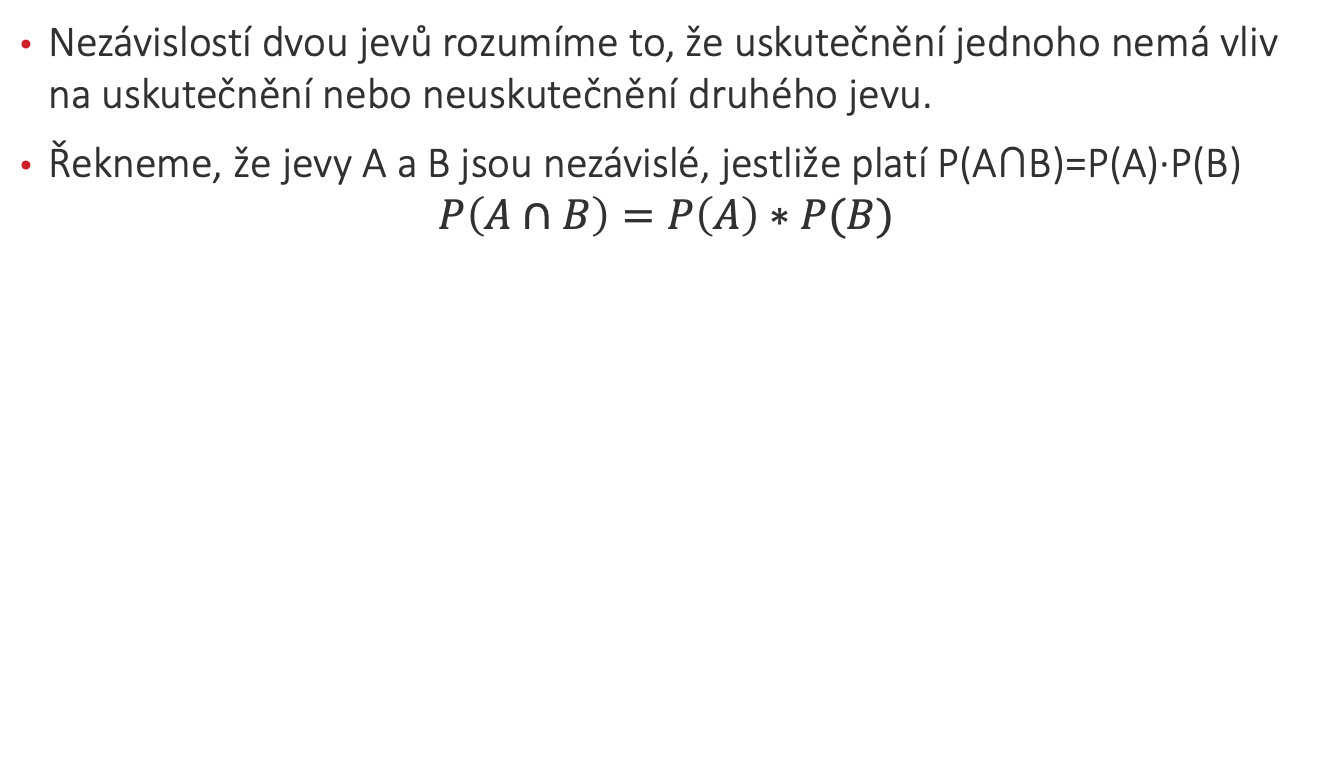 • Nezávislostí dvou jevů rozumíme to, že uskutečnění jednoho nemá vliv
na uskutečnění nebo neuskutečnění druhého jevu.
• Řekneme, že jevy A a B jsou nezávislé, jestliže platí P(A∩B)=P(A)·P(B)
P(A ∩ B) = P(A) ∗ P(B)